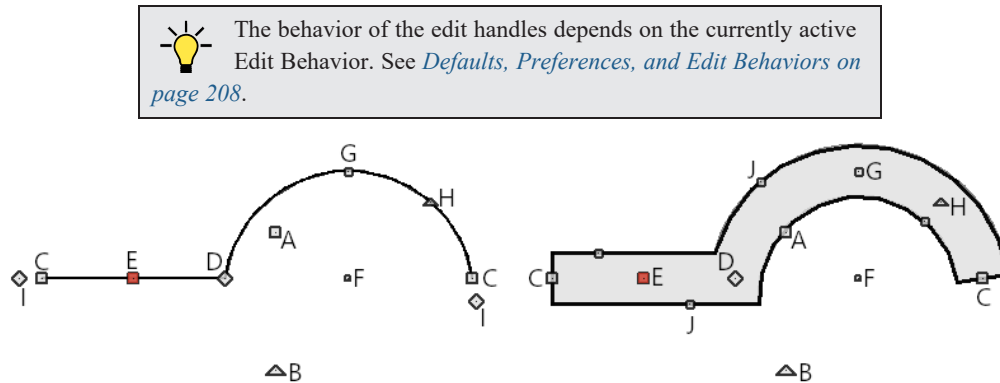 The behavior of the edit handles depends on the currently active
Edit Behavior. See Defaults, Preferences, and Edit Behaviors on
page 208.
G
J
G
H
H
A
A
C
E
D
F
C
I
I
C
E
D
F
C
J
B
B